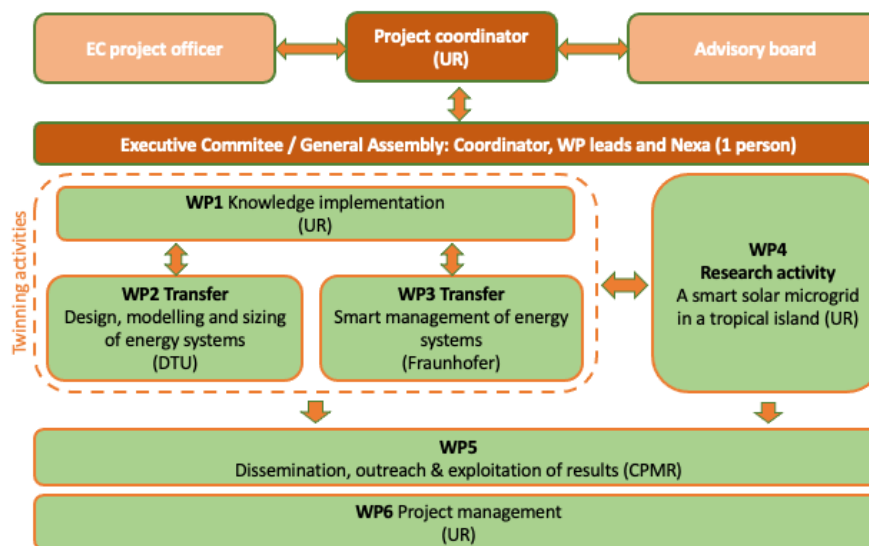 EC project officer
Project coordinator
(UR)
Advisory board
Executive Commitee / General Assembly: Coordinator, WP leads and Nexa (1 person)
Twinning activities
WP1 Knowledge implementation
(UR)
WP2 Transfer
Design, modelling and sizing
of energy systems
(DTU)
WP3 Transfer
Smart management of energy
systems
(Fraunhofer)
WP4
Research activity
A smart solar microgrid
in a tropical island (UR)
WP5
Dissemination, outreach & exploitation of results (CPMR)
WP6 Project management
(UR)